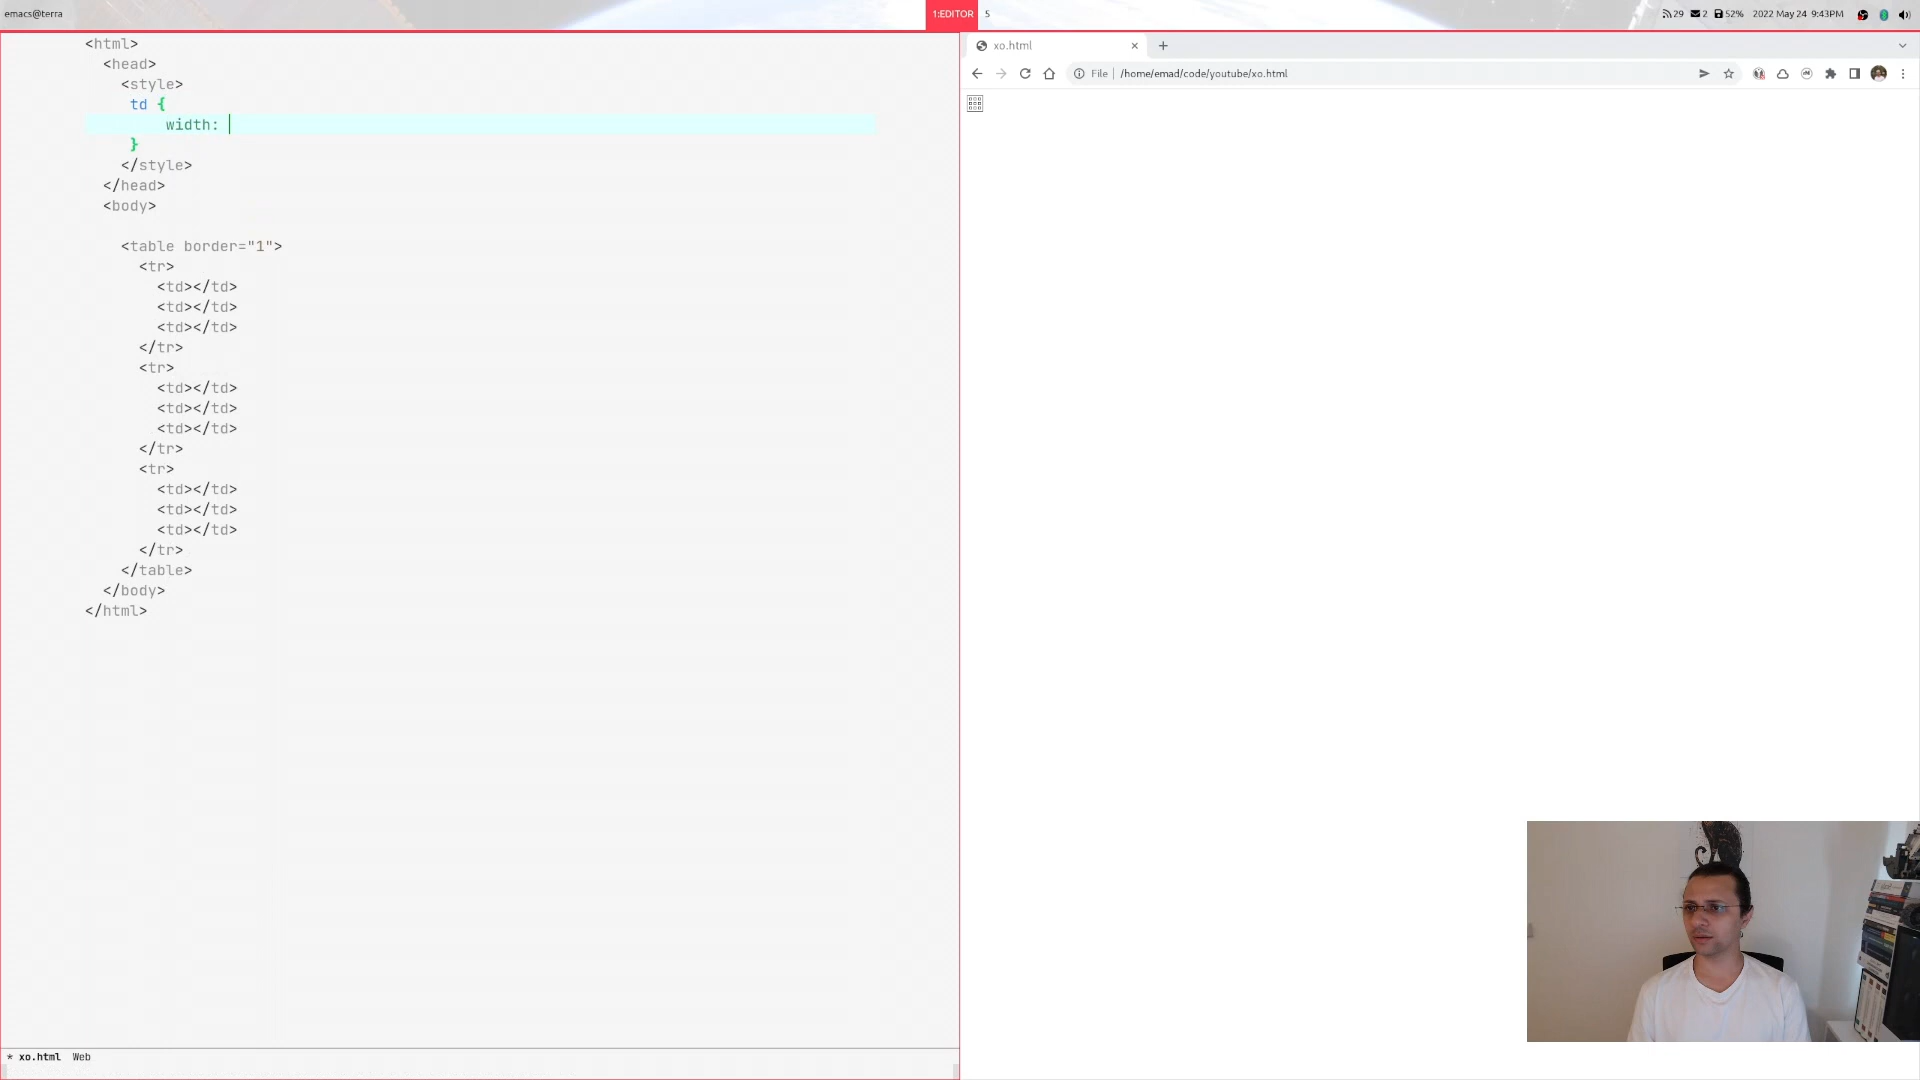 emacs@terra
1:EDITOR
5
29
2
52%
2022 May 24 9:43PM
<html>
<head>
<style>
td {
width:
}
</style>
</head>
<body>
<table border="1">
<tr>
<td></td>
<td></td>
<td></td>
</tr>
<tr>
<td></td>
<td></td>
<td></td>
</tr>
<tr>
<td></td>
<td></td>
<td></td>
</tr>
</table>
</body>
</html>
* xo.html Web
xo.html
File /home/emad/code/youtube/xo.html